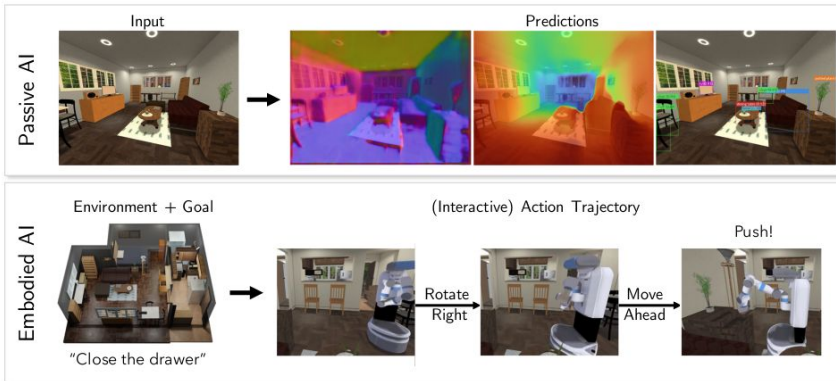 Input
Predictions
Passive AI
Environment + Goal
(Interactive) Action Trajectory
Embodied AI
Push!
Rotate
Right
Move
Ahead
"Close the drawer"